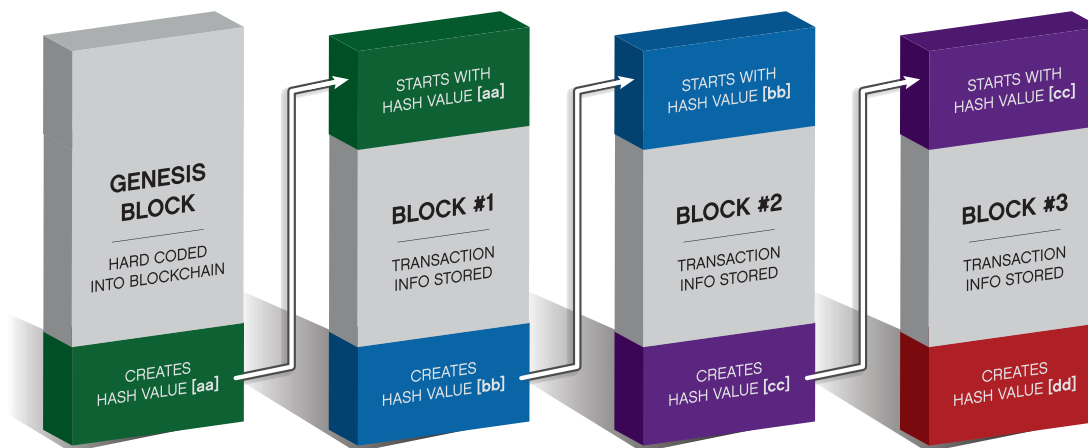 GENESIS
BLOCK
HARD CODED
INTO BLOCKCHAIN
CREATES
HASH VALUE [aa]
STARTS WITH
HASH VALUE [aa]
BLOCK #1
TRANSACTION
INFO STORED
CREATES
HASH VALUE [bb]
STARTS WITH
HASH VALUE [bb]
BLOCK #2
TRANSACTION
INFO STORED
CREATES
HASH VALUE [cc]
STARTS WITH
HASH VALUE [cc]
BLOCK #3
TRANSACTION
INFO STORED
CREATES
HASH VALUE [dd]